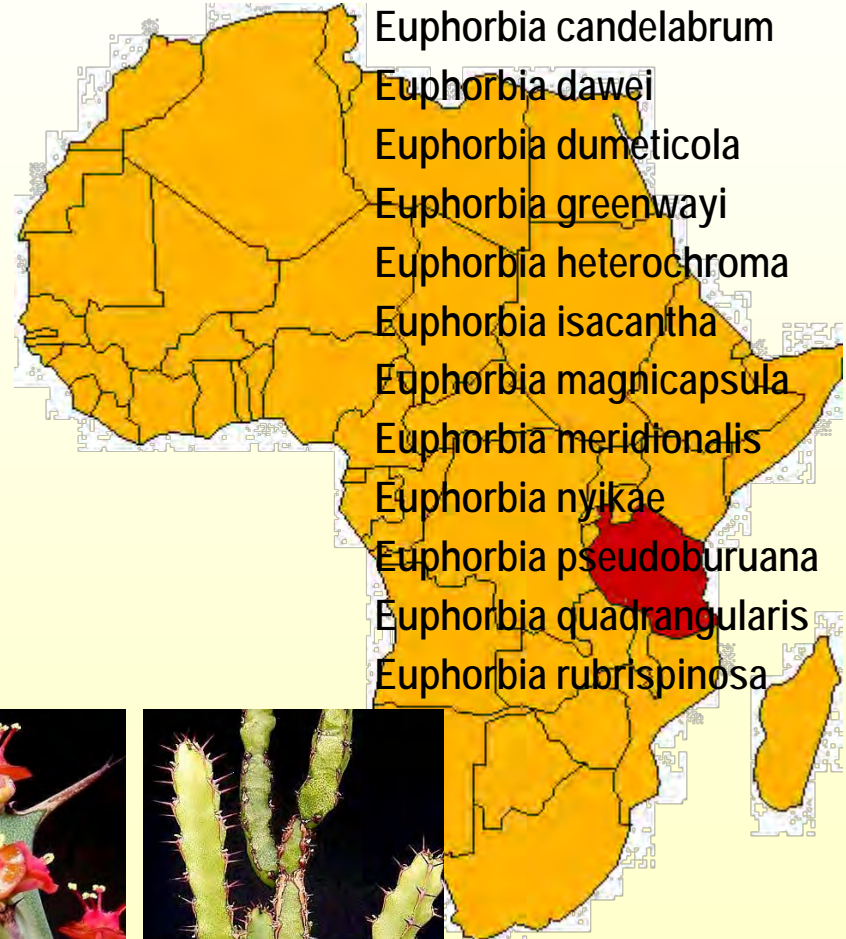 Euphorbia candelabrum
Euphorbia dawei
Euphorbia dumeticola
Euphorbia greenwayi
Euphorbia heterochroma
Euphorbia isacantha
Euphorbia magnicapsula
Euphorbia meridionalis
Euphorbia nyikae
Euphorbia pseudoburuana
Euphorbia quadrangularis
Euphorbia rubrispinosa